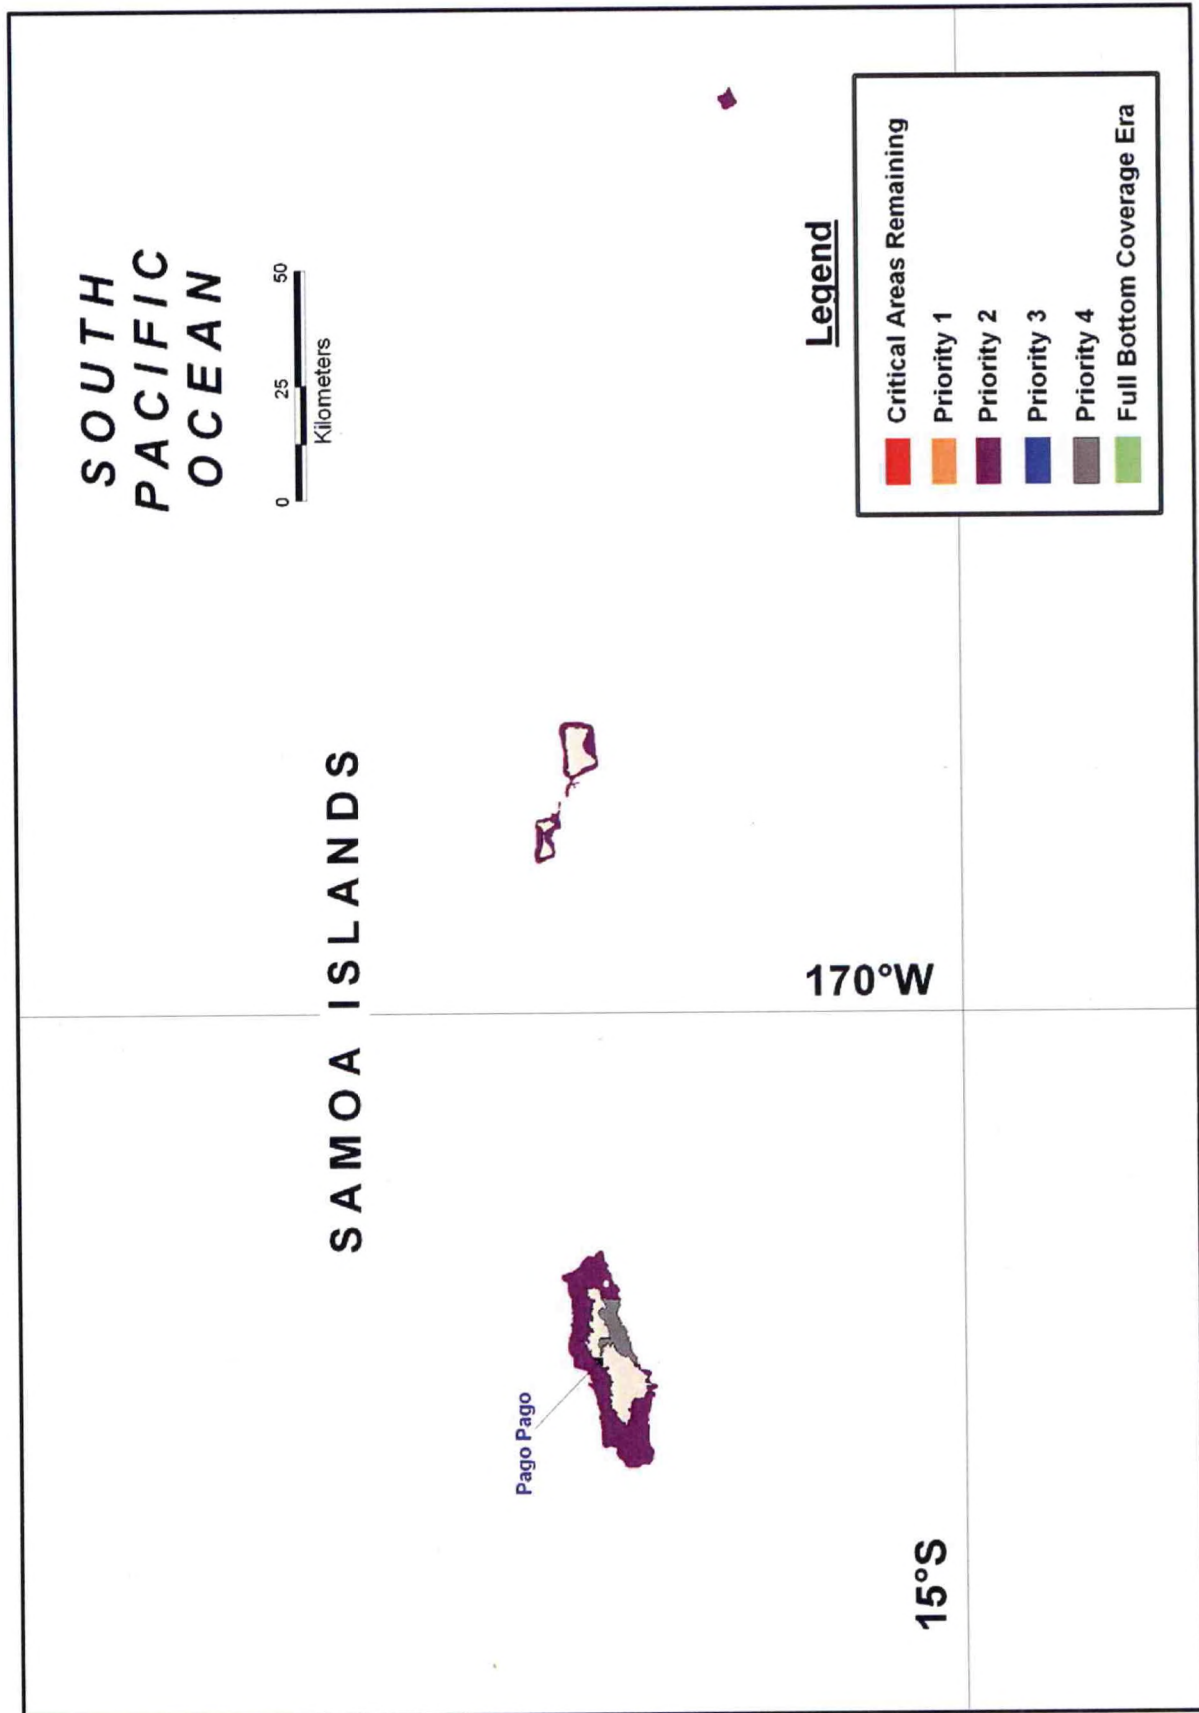 SOUTH
PACIFIC
OCEAN
0 25 50
Kilometers
SAMOA ISLANDS
Pago Pago
170°W
15°S
Legend
Critical Areas Remaining
Priority 1
Priority 2
Priority 3
Priority 4
Full Bottom Coverage Era